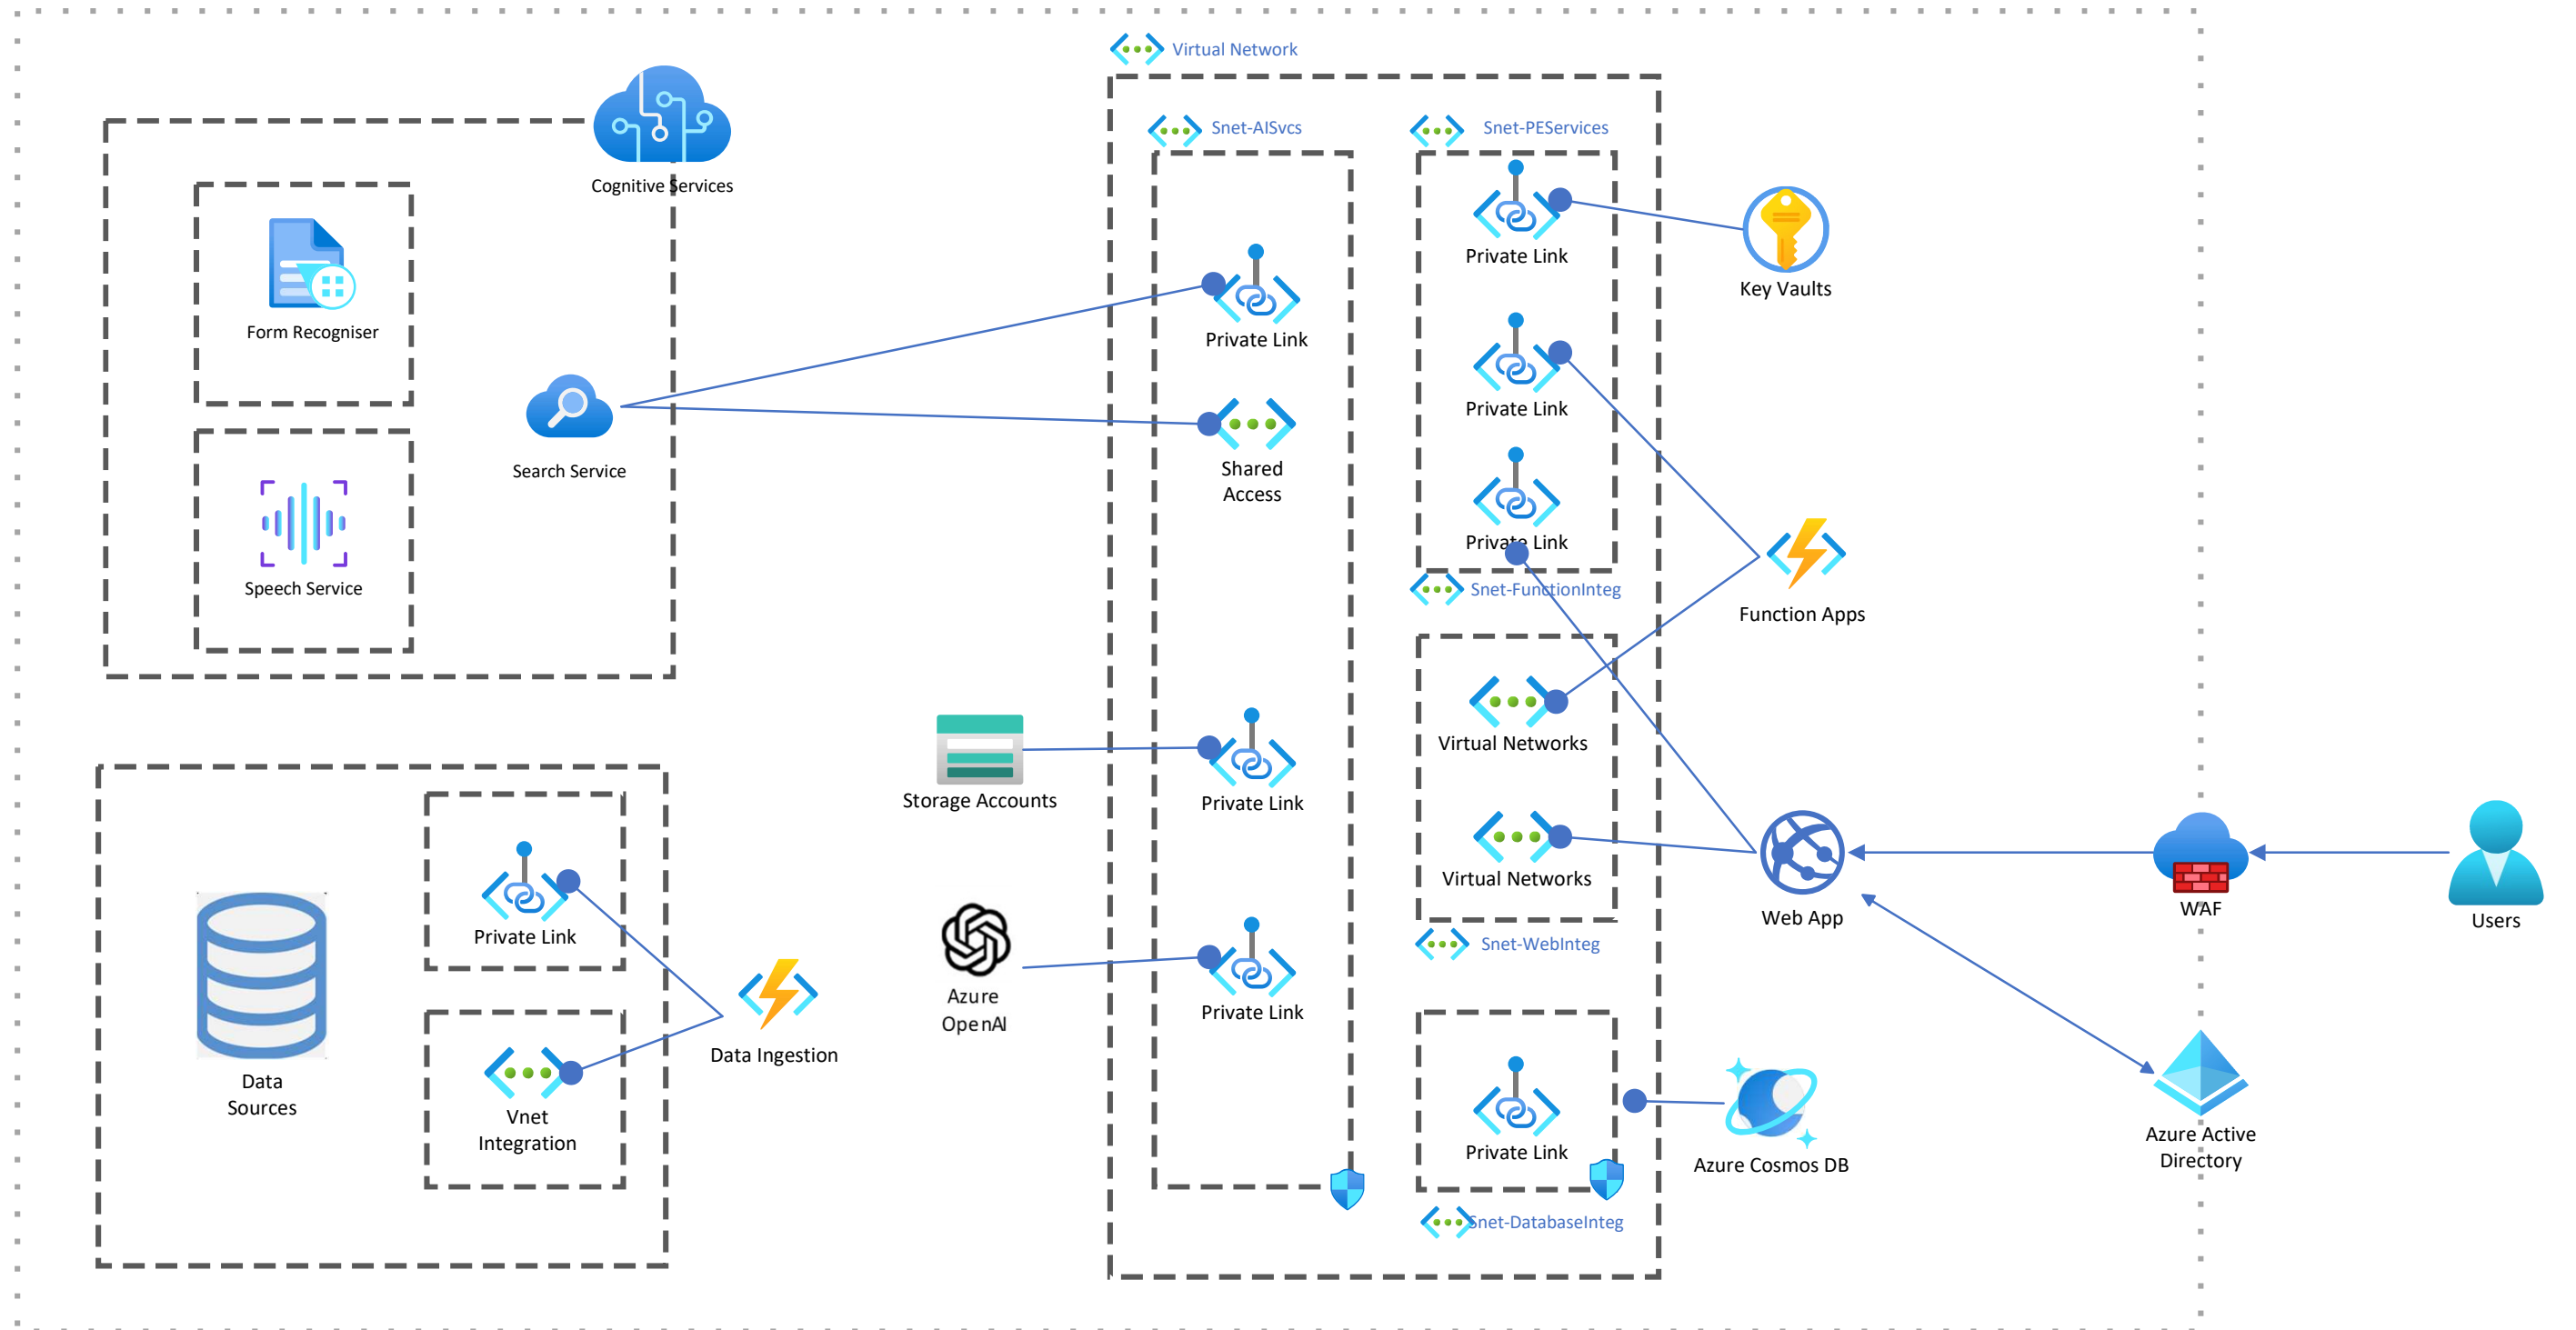 Virtual Network
Snet-AISvcs
Snet-PEServices
Cognitive Services
Form Recogniser
Search Service
Speech Service
Private Link
Shared
Access
Private Link
Private Link
Private Link
Private Link
Private Link
Key Vaults
Snet-FunctionInteg
Function Apps
Virtual Networks
Virtual Networks
Snet-WebInteg
Storage Accounts
Azure
OpenAI
Web App
WAF
Users
Private Link
Data
Sources
Vnet
Integration
Data Ingestion
Private Link
Azure Cosmos DB
Azure Active
Directory
Snet-DatabaseInteg